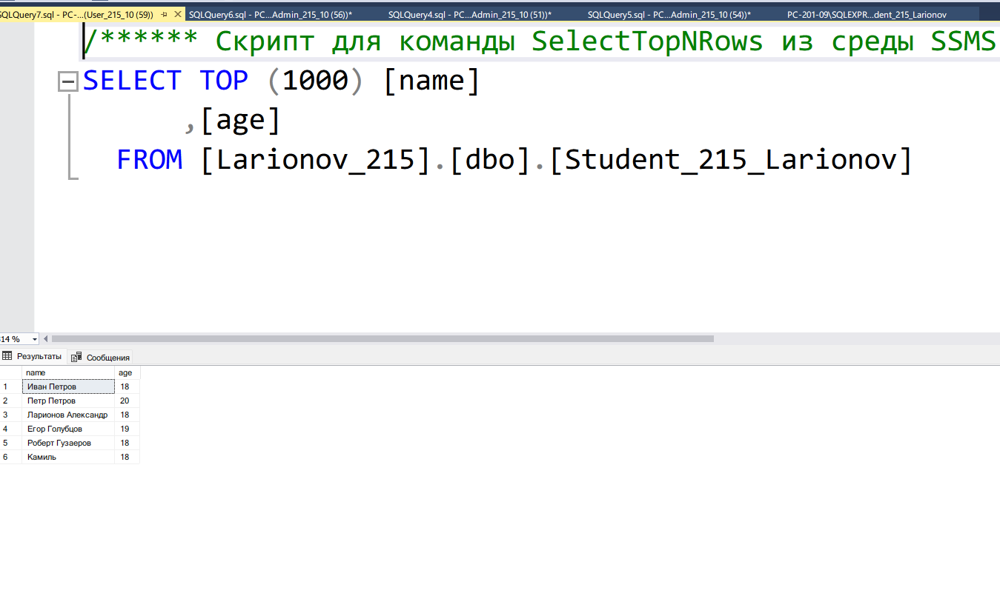 SQLQuery7.sql - PC-...(User_215_10 (59)) SQLQuery6.sql - PC...Admin_215_10 (56))* SQLQuery4.sql - PC...Admin_215_10 (51))* SQLQuery5.sql - PC...Admin_215_10 (54))* PC-201-09\SQLEXPR...dent_215_Larionov
/****** Скрипт для команды SelectTopNRows из среды SSMS
SELECT TOP (1000) [name]
,[age]
FROM [Larionov_215].[dbo].[Student_215_Larionov]
14 %
Результаты Сообщения
name age
1 Иван Петров 18
2 Петр Петров 20
3 Ларионов Александр 18
4 Егор Голубцов 19
5 Роберт Гузаеров 18
6 Камиль 18